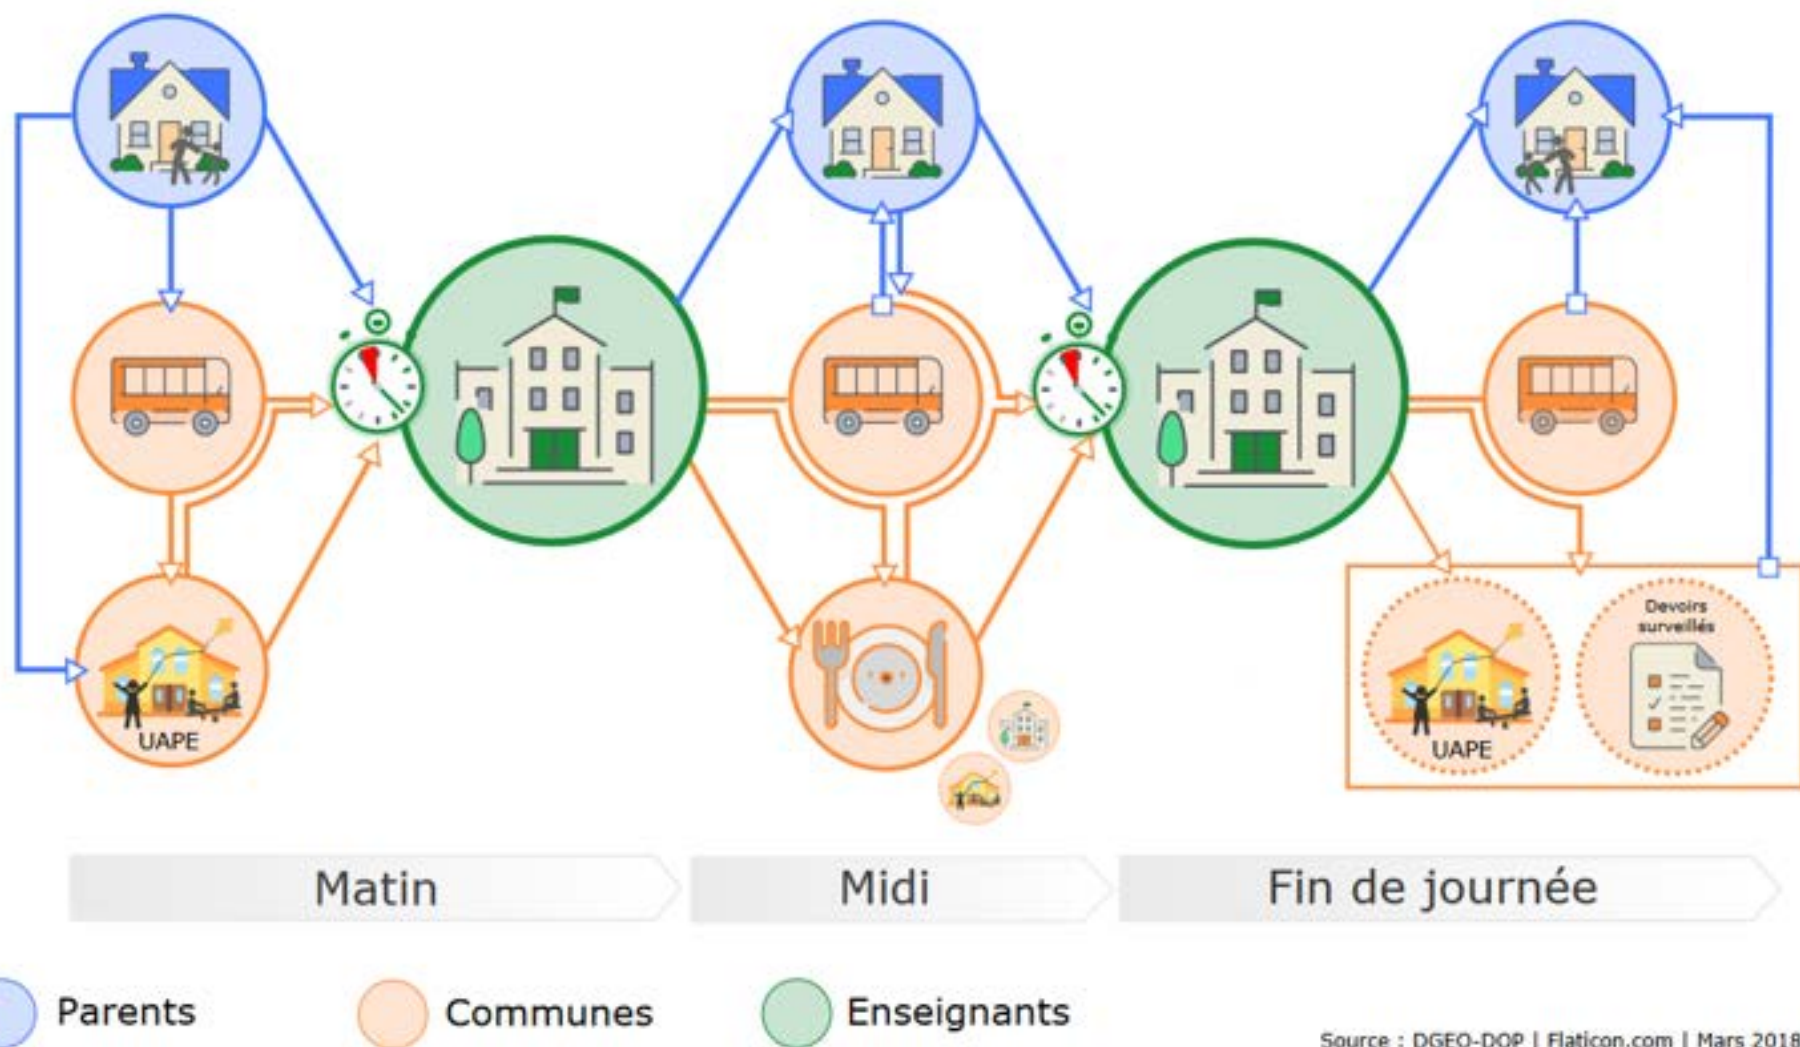 Devoirs
surveillés
UAPE
UAPE
Matin
Midi
Fin de journée
Parents
Communes
Enseignants
Source : DGEO-DOP | Flaticon.com | Mars 2018